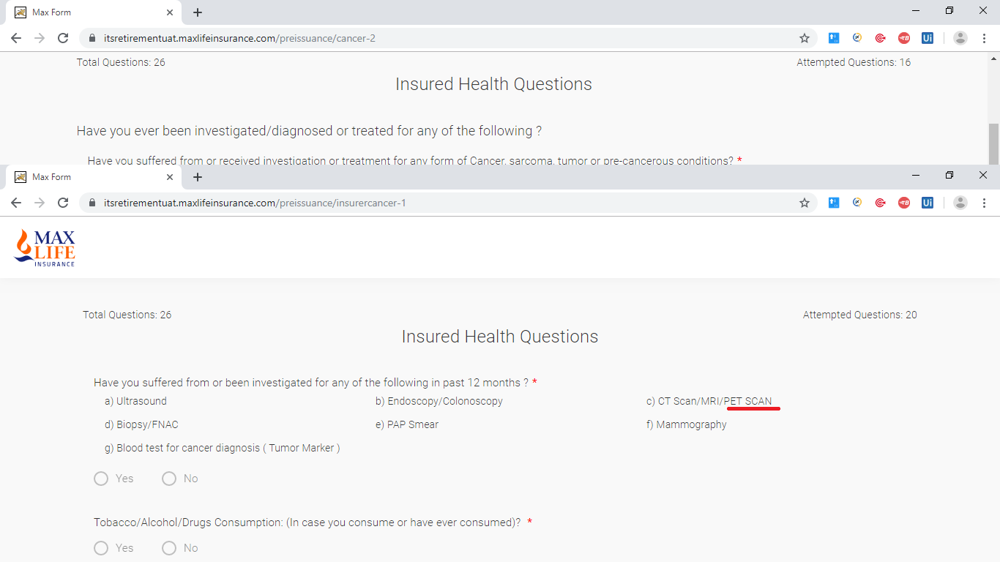 Max Form
itsretirementuat.maxlifeinsurance.com/preissuance/cancer-2
Ui
Total Questions: 26 Attempted Questions: 16
Insured Health Questions
Have you ever been investigated/diagnosed or treated for any of the following ?
Have you suffered from or received investigation or treatment for any form of Cancer, sarcoma, tumor or pre-cancerous conditions? *
Max Form
itsretirementuat.maxlifeinsurance.com/preissuance/insurercancer-1
Ui
MAX
LIFE
INSURANCE
Total Questions: 26 Attempted Questions: 20
Insured Health Questions
Have you suffered from or been investigated for any of the following in past 12 months ? *
a) Ultrasound b) Endoscopy/Colonoscopy c) CT Scan/MRI/PET SCAN
d) Biopsy/FNAC e) PAP Smear f) Mammography
g) Blood test for cancer diagnosis ( Tumor Marker )
Yes No
Tobacco/Alcohol/Drugs Consumption: (In case you consume or have ever consumed)? *
Yes No